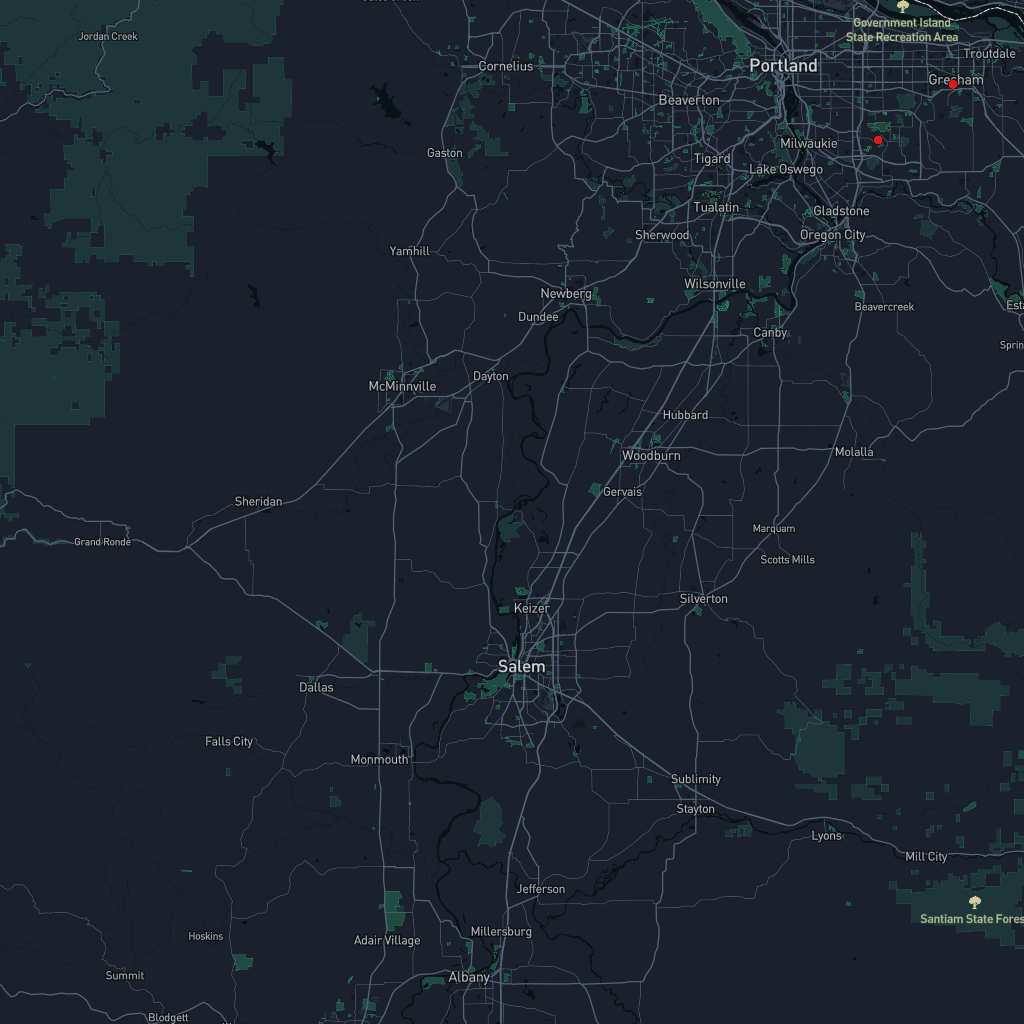 Government Island
State Recreation Area
Jordan Creek
Troutdale
Cornelius
Portland
Gresham
Beaverton
Milwaukie
Gaston
Tigard
Lake Oswego
Tualatin
Gladstone
Sherwood
Oregon City
Yamhill
Wilsonville
Newberg
Beavercreek
Esta
Dundee
Canby
Sprin
Dayton
McMinnville
Hubbard
Woodburn
Molalla
Gervais
Sheridan
Marquam
Grand Ronde
Scotts Mills
Silverton
Keizer
Salem
Dallas
Falls City
Monmouth
Sublimity
Stayton
Lyons
Mill City
Jefferson
Santiam State Fores
Millersburg
Hoskins
Adair Village
Summit
Albany
Blodgett